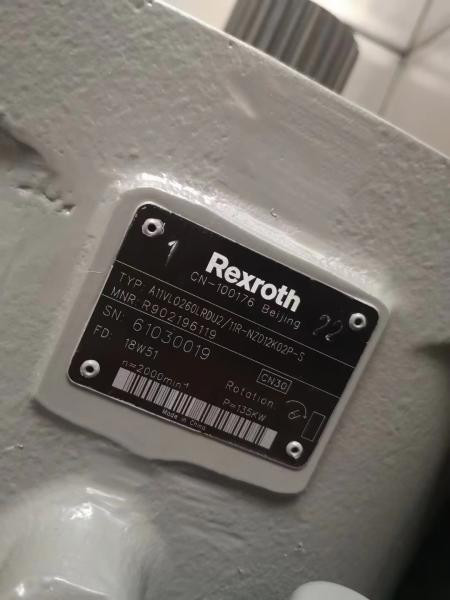 1
Rexroth
CN-100176 Beijing
22
TYP: A11VLO260LRDU2/11R-NZD12K02P-S
MNR: R902196119
SN: 61030019
CN30
FD: 18W51
Rotation:
n=2000min-1
P=135KW
Made in China